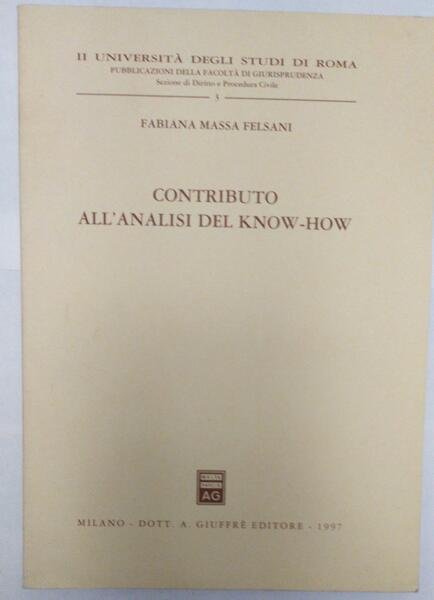 II UNIVERSITÀ DEGLI STUDI DI ROMA
PUBBLICAZIONI DELLA FACOLTÀ DI GIURISPRUDENZA
Sezione di Diritto e Procedura Civile
3
FABIANA MASSA FELSANI
CONTRIBUTO
ALL'ANALISI DEL KNOW-HOW
AG
MILANO - DOTT. A. GIUFFRÈ EDITORE - 1997